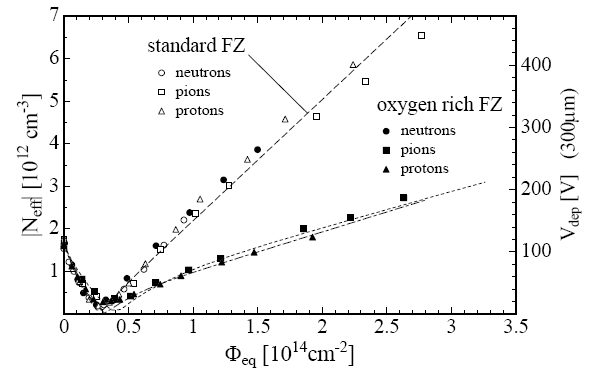 7
6
5
4
3
2
1
|N_eff| [10^12 cm^-3]
standard FZ
neutrons
pions
protons
oxygen rich FZ
neutrons
pions
protons
400
300
200
100
V_dep [V] (300μm)
0 0.5 1 1.5 2 2.5 3 3.5
Φ_eq [10^14cm^-2]